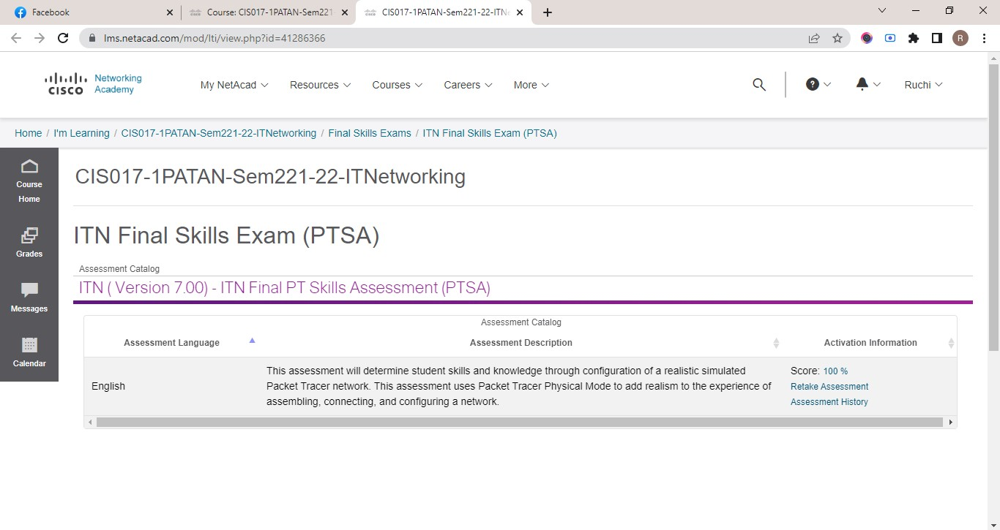 Facebook
Course: CIS017-1PATAN-Sem221
CIS017-1PATAN-Sem221-22-ITN
lms.netacad.com/mod/lti/view.php?id=41286366
R
CISCO Networking Academy
My NetAcad
Resources
Courses
Careers
More
?
Ruchi
Home / I'm Learning / CIS017-1PATAN-Sem221-22-ITNetworking / Final Skills Exams / ITN Final Skills Exam (PTSA)
Course
Home
Grades
Messages
Calendar
CIS017-1PATAN-Sem221-22-ITNetworking
ITN Final Skills Exam (PTSA)
Assessment Catalog
ITN ( Version 7.00) - ITN Final PT Skills Assessment (PTSA)
Assessment Catalog
Assessment Language
Assessment Description
Activation Information
English
This assessment will determine student skills and knowledge through configuration of a realistic simulated
Packet Tracer network. This assessment uses Packet Tracer Physical Mode to add realism to the experience of
assembling, connecting, and configuring a network.
Score: 100 %
Retake Assessment
Assessment History